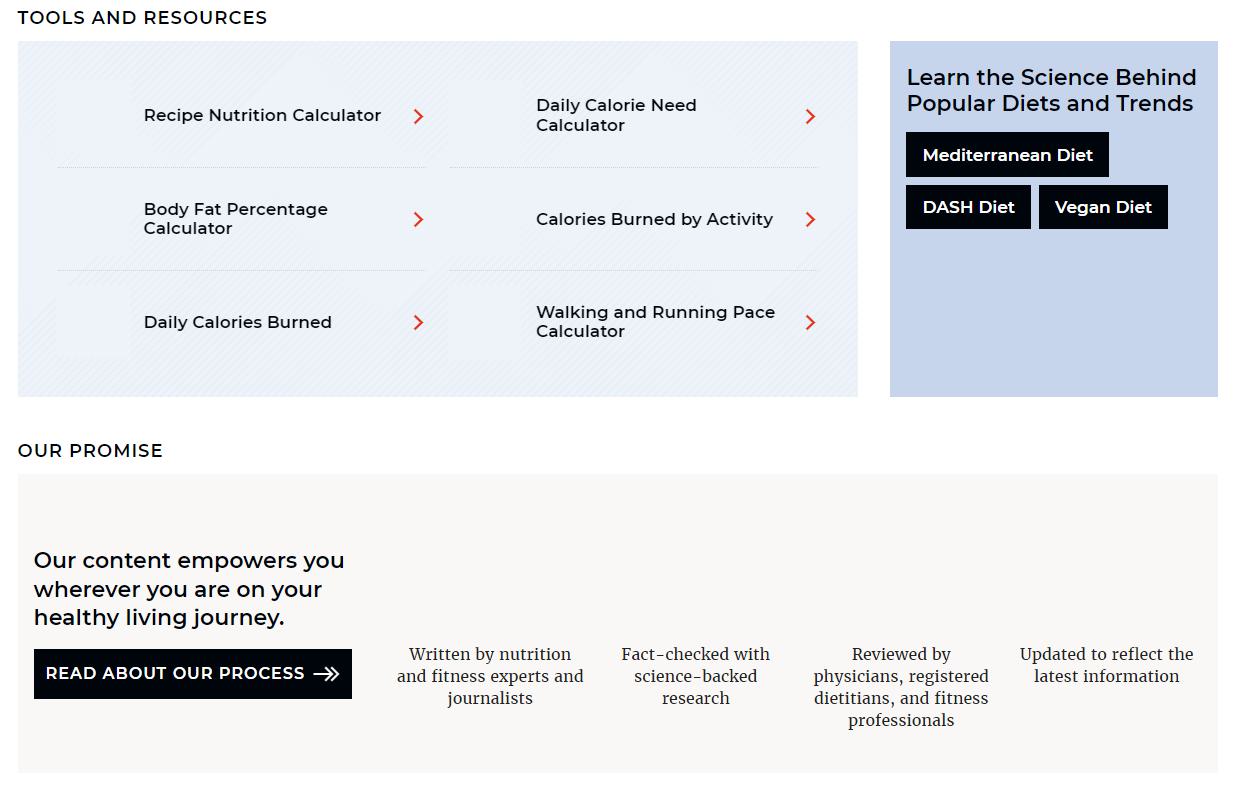 TOOLS AND RESOURCES
Recipe Nutrition Calculator
Daily Calorie Need
Calculator
Body Fat Percentage
Calculator
Calories Burned by Activity
Daily Calories Burned
Walking and Running Pace
Calculator
Learn the Science Behind
Popular Diets and Trends
Mediterranean Diet
DASH Diet
Vegan Diet
OUR PROMISE
Our content empowers you
wherever you are on your
healthy living journey.
READ ABOUT OUR PROCESS
Written by nutrition
and fitness experts and
journalists
Fact-checked with
science-backed
research
Reviewed by
physicians, registered
dietitians, and fitness
professionals
Updated to reflect the
latest information